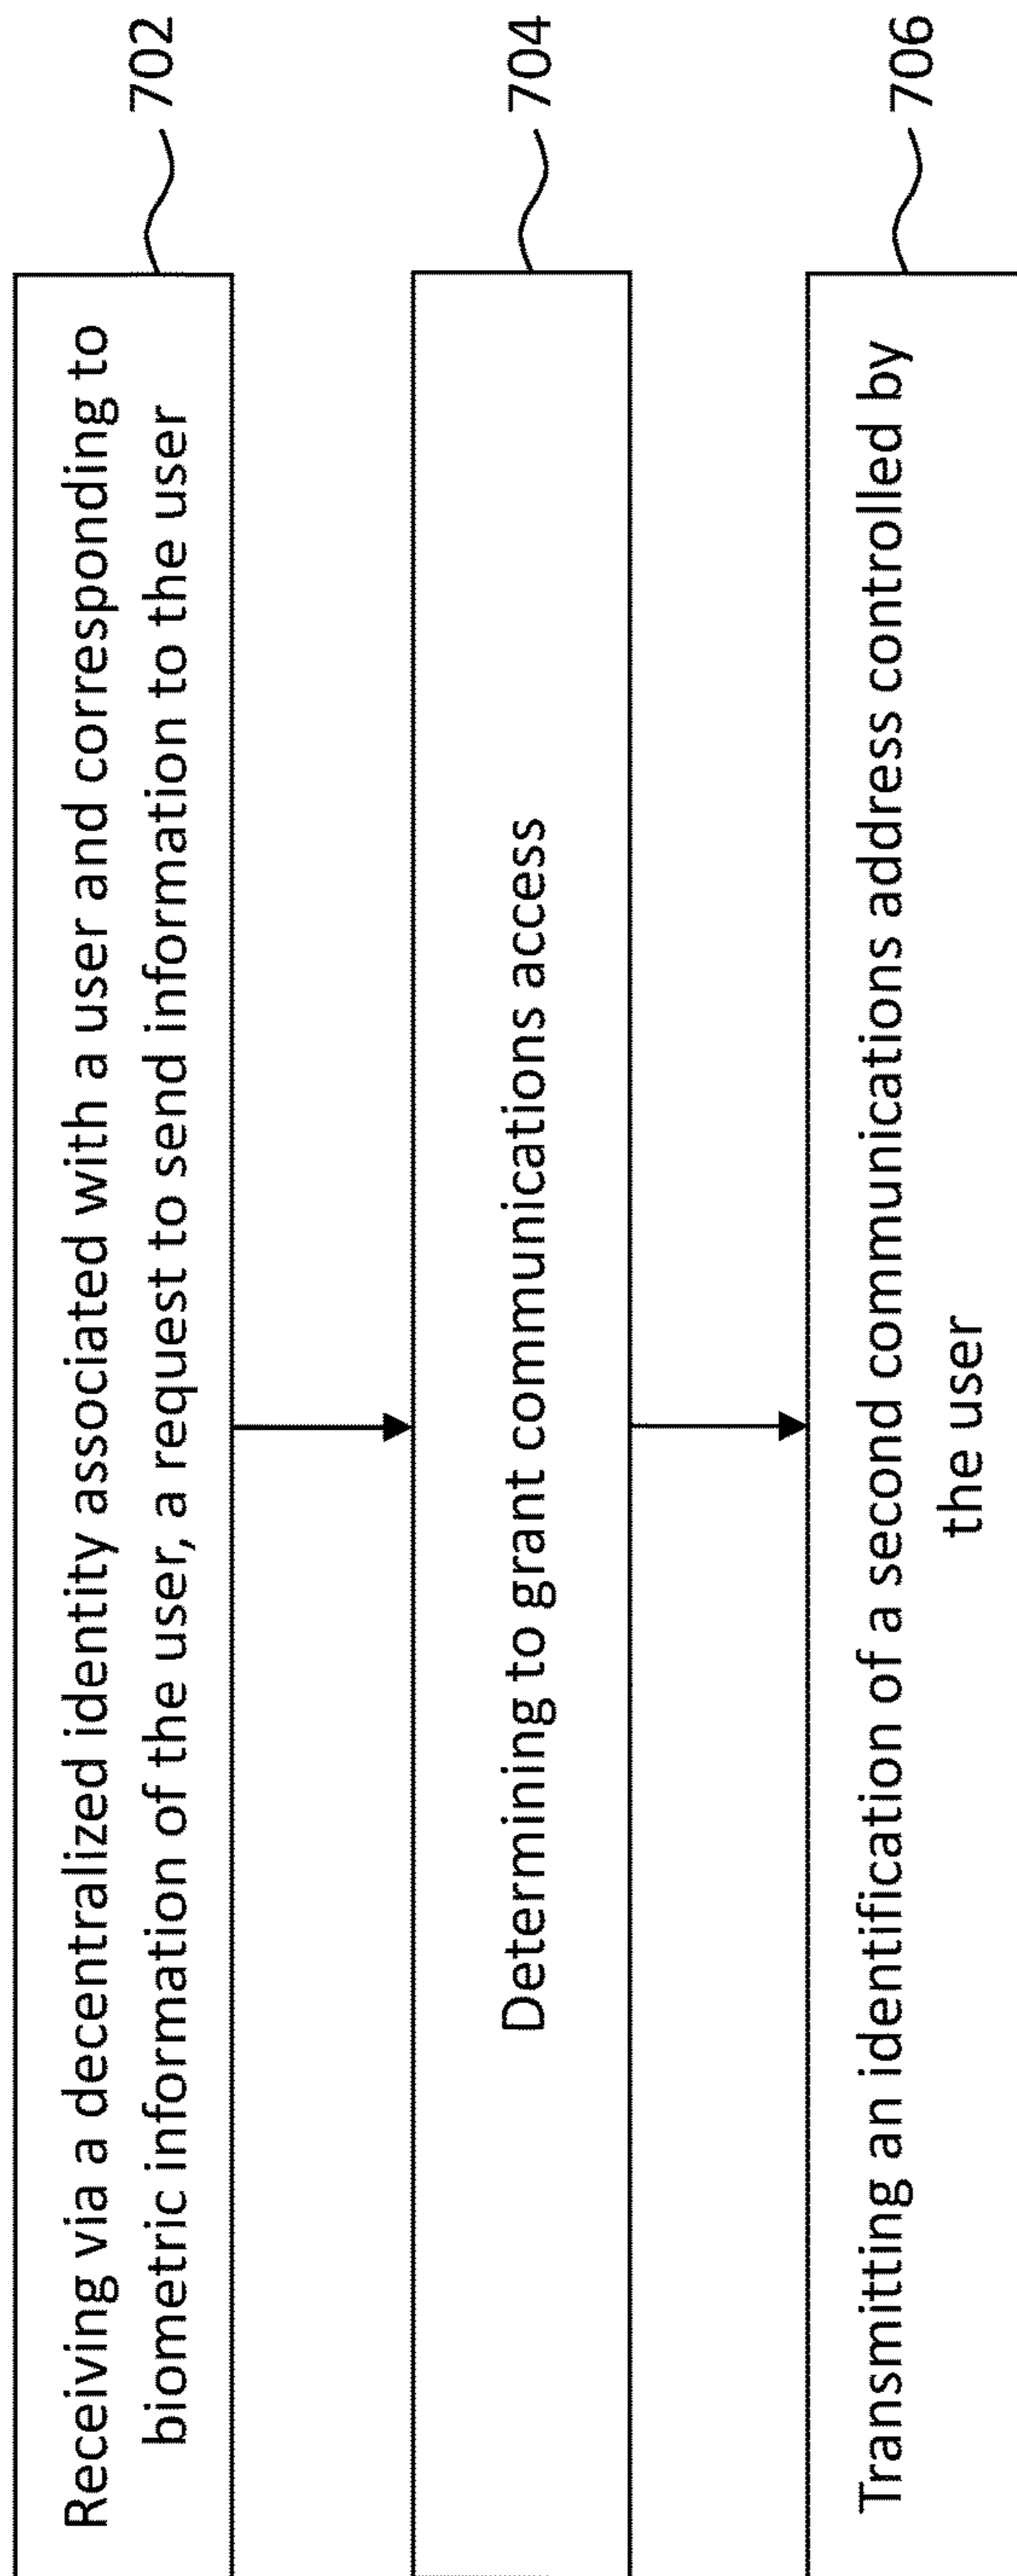 Receiving via a decentralized identity associated with a user and corresponding to
biometric information of the user, a request to send information to the user
702
Determining to grant communications access
704
Transmitting an identification of a second communications address controlled by
the user
706